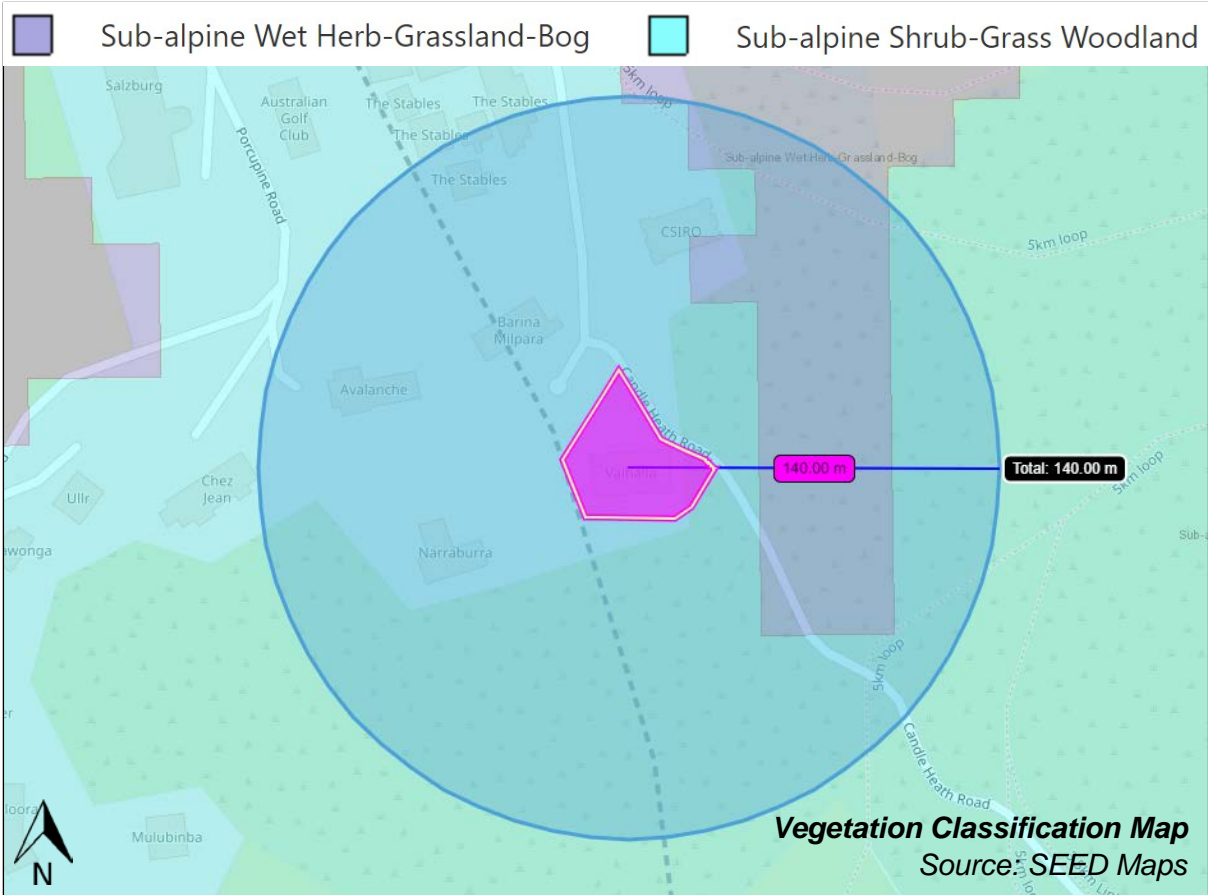 Sub-alpine Wet Herb-Grassland-Bog
Sub-alpine Shrub-Grass Woodland
Salzburg
Australian
Golf
Club
The Stables
The Stables
The Stables
The Stables
5km loop
Sub-alpine Wet Herb-Grassland-Bog
Porcupine Road
CSIRO
5km loop
Barina
Milpara
Avalanche
Candle Heath Road
Valhalla
140.00 m
Total: 140.00 m
5km loop
Ullr
Chez
Jean
Narraburra
Sub-a
5km loop
Candle Heath Road
Mulubinba
N
Vegetation Classification Map
Source: SEED Maps
5km loop